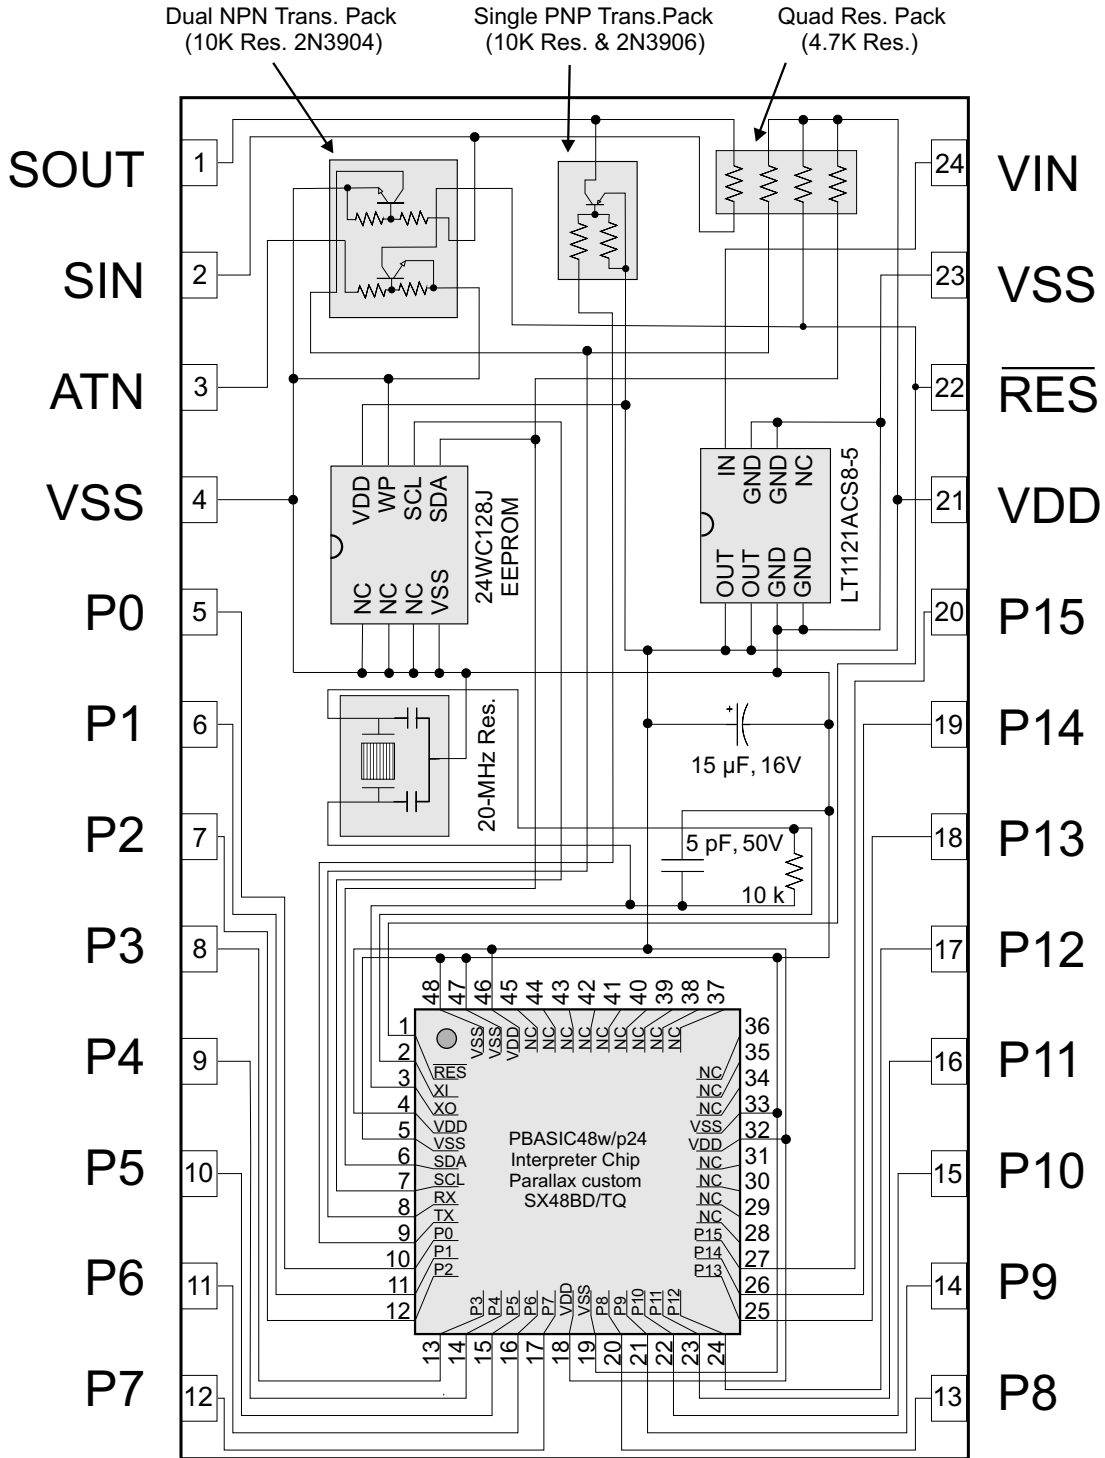 Dual NPN Trans. Pack
(10K Res. 2N3904)
Single PNP Trans.Pack
(10K Res. & 2N3906)
Quad Res. Pack
(4.7K Res.)
SOUT 1
SIN 2
ATN 3
VSS 4
P0 5
P1 6
P2 7
P3 8
P4 9
P5 10
P6 11
P7 12
24 VIN
23 VSS
22 RES
21 VDD
20 P15
19 P14
18 P13
17 P12
16 P11
15 P10
14 P9
13 P8
VDD
WP
SCL
SDA
NC
NC
NC
VSS
24WC128J
EEPROM
IN
GND
GND
NC
OUT
OUT
GND
GND
LT1121ACS8-5
20-MHz Res.
+
15 µF, 16V
5 pF, 50V
10 k
48
47
46
45
44
43
42
41
40
39
38
37
VSS
VSS
VDD
NC
NC
NC
NC
NC
NC
NC
NC
1
2
3
4
5
6
7
8
9
10
11
12
RES
XI
XO
VDD
VSS
SDA
SCL
RX
TX
P0
P1
P2
PBASIC48w/p24
Interpreter Chip
Parallax custom
SX48BD/TQ
36
35
34
33
32
31
30
29
28
27
26
25
NC
NC
NC
VSS
VDD
NC
NC
NC
NC
P15
P14
P13
P3
P4
P5
P6
P7
VDD
VSS
P8
P9
P10
P11
P12
13
14
15
16
17
18
19
20
21
22
23
24